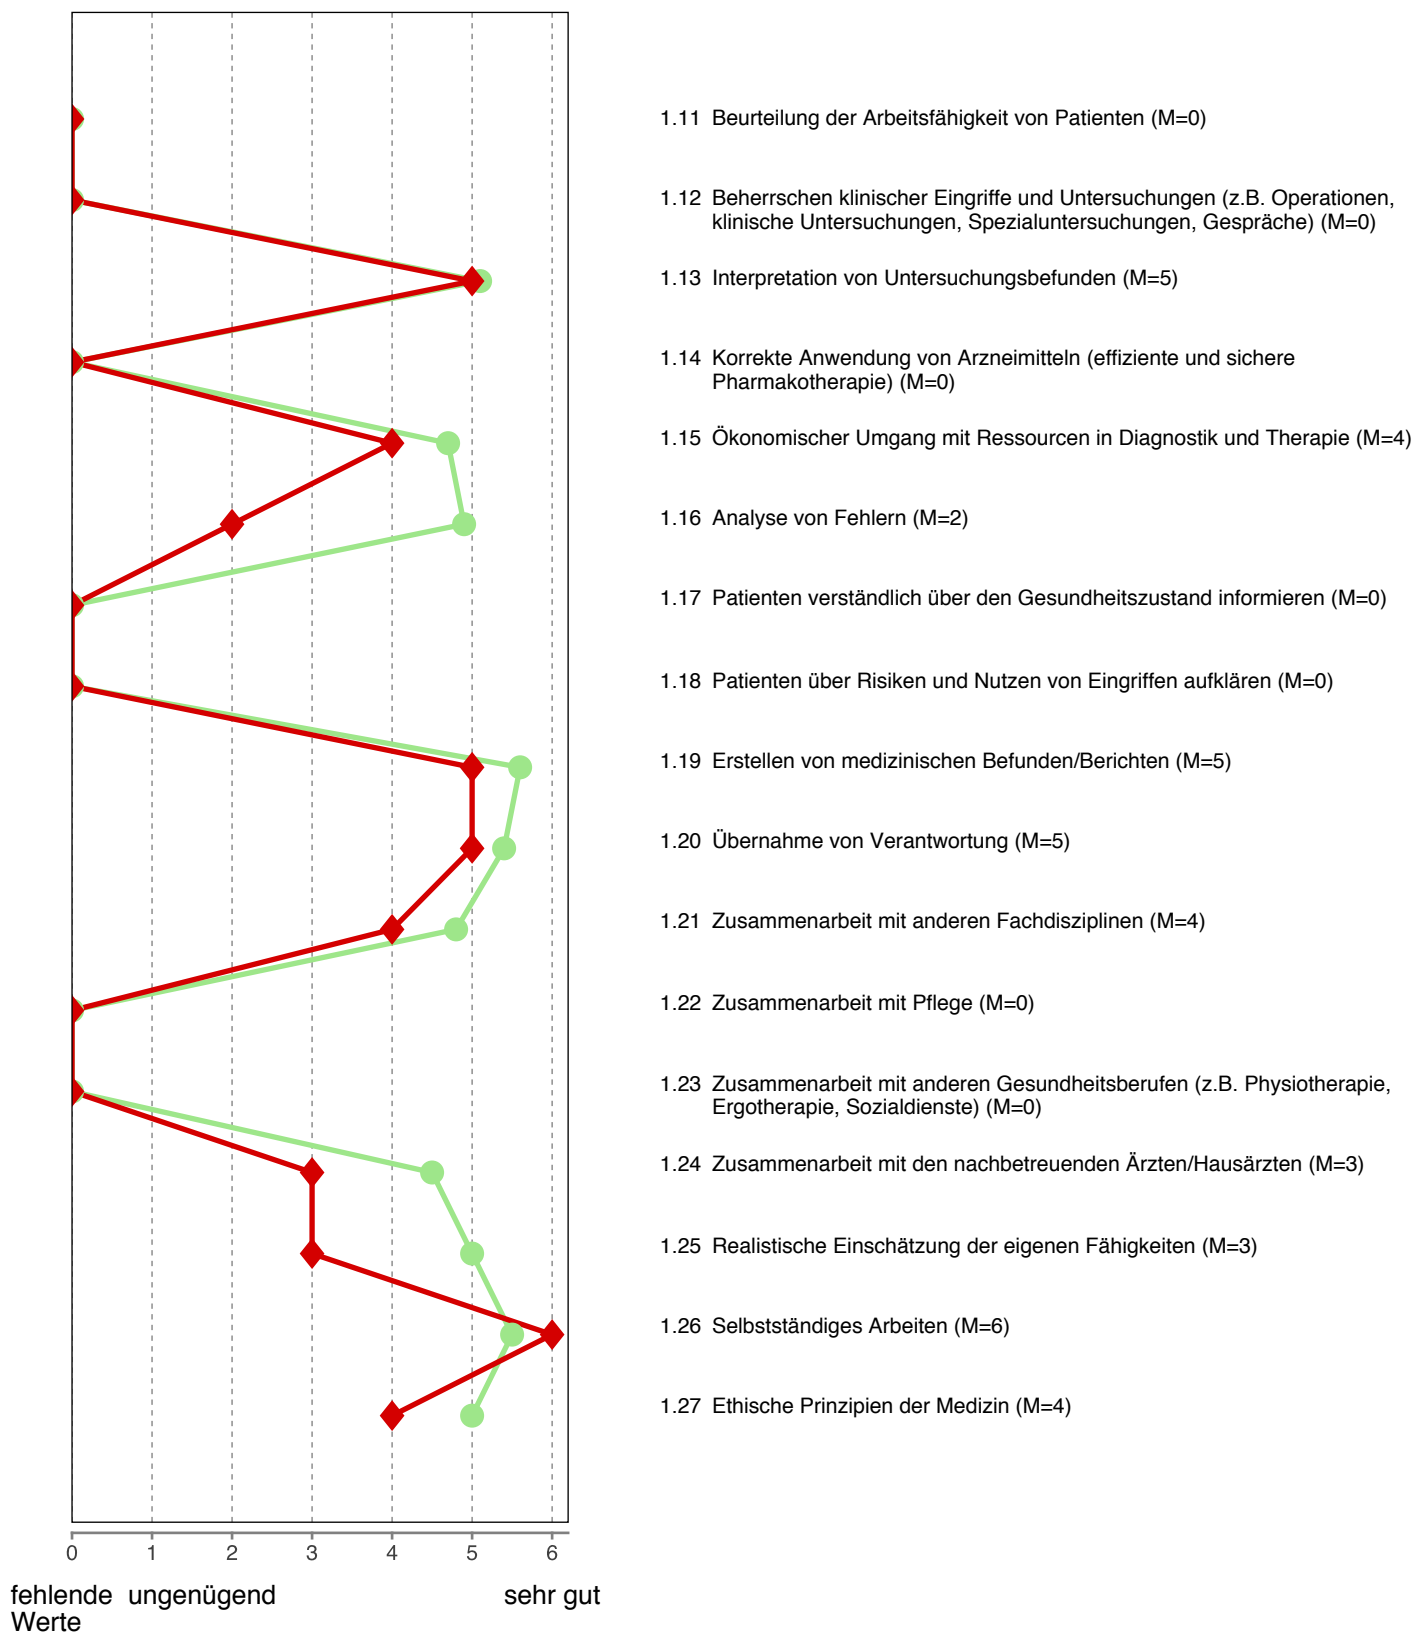 1.11 Beurteilung der Arbeitsfähigkeit von Patienten (M=0)
1.12 Beherrschen klinischer Eingriffe und Untersuchungen (z.B. Operationen,
klinische Untersuchungen, Spezialuntersuchungen, Gespräche) (M=0)
1.13 Interpretation von Untersuchungsbefunden (M=5)
1.14 Korrekte Anwendung von Arzneimitteln (effiziente und sichere
Pharmakotherapie) (M=0)
1.15 Ökonomischer Umgang mit Ressourcen in Diagnostik und Therapie (M=4)
1.16 Analyse von Fehlern (M=2)
1.17 Patienten verständlich über den Gesundheitszustand informieren (M=0)
1.18 Patienten über Risiken und Nutzen von Eingriffen aufklären (M=0)
1.19 Erstellen von medizinischen Befunden/Berichten (M=5)
1.20 Übernahme von Verantwortung (M=5)
1.21 Zusammenarbeit mit anderen Fachdisziplinen (M=4)
1.22 Zusammenarbeit mit Pflege (M=0)
1.23 Zusammenarbeit mit anderen Gesundheitsberufen (z.B. Physiotherapie,
Ergotherapie, Sozialdienste) (M=0)
1.24 Zusammenarbeit mit den nachbetreuenden Ärzten/Hausärzten (M=3)
1.25 Realistische Einschätzung der eigenen Fähigkeiten (M=3)
1.26 Selbstständiges Arbeiten (M=6)
1.27 Ethische Prinzipien der Medizin (M=4)
0 1 2 3 4 5 6
fehlende ungenügend sehr gut
Werte